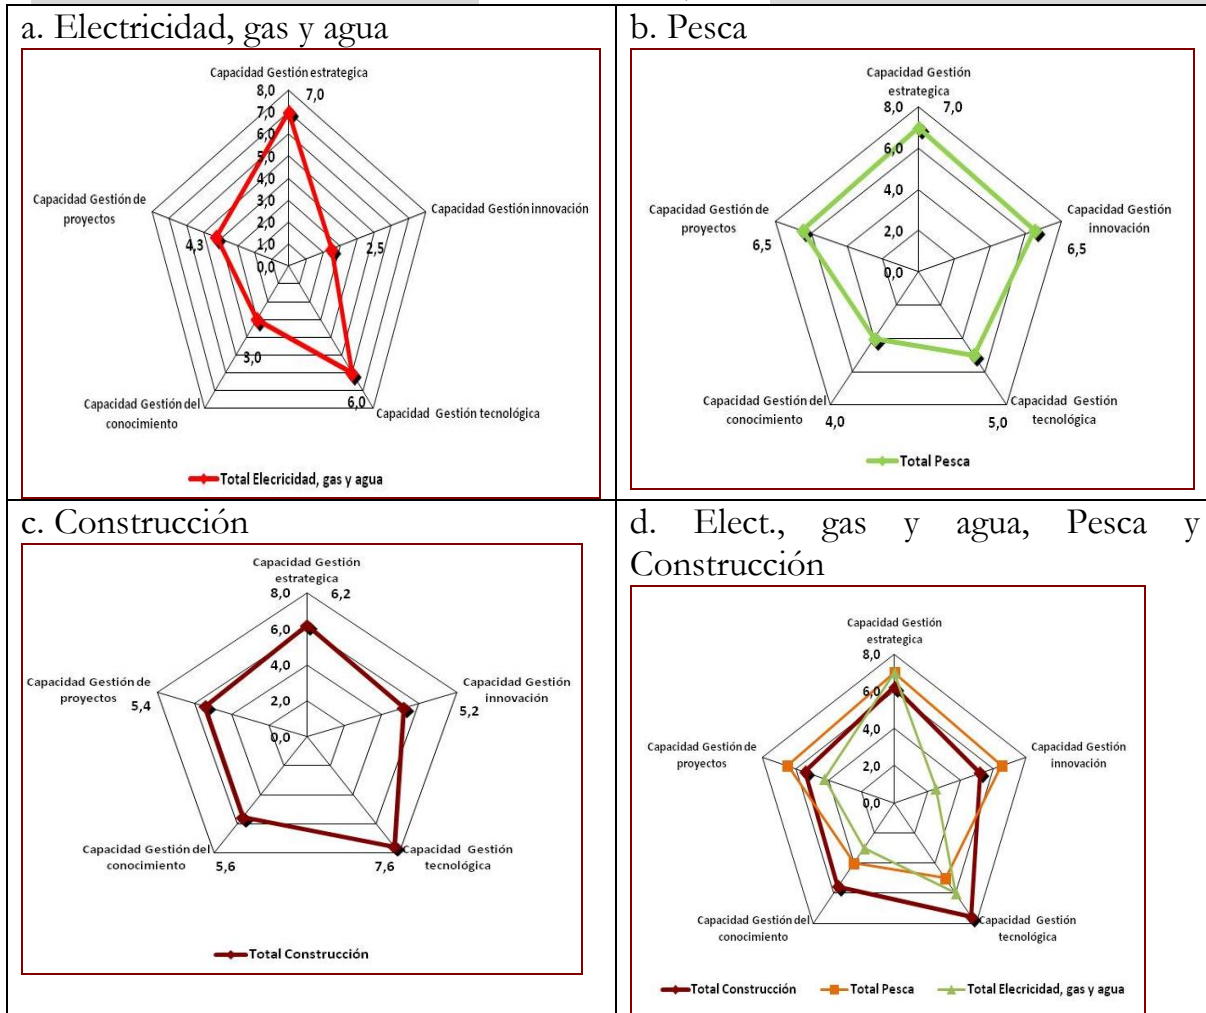 a. Electricidad, gas y agua
Capacidad Gestión estrategica
8,0
7,0
7,0
6,0
5,0
4,0
3,0
2,0
1,0
0,0
Capacidad Gestión de
proyectos
4,3
Capacidad Gestión innovación
2,5
3,0
6,0
Capacidad Gestión del
conocimiento
Capacidad Gestión tecnológica
Total Elecricidad, gas y agua
b. Pesca
Capacidad Gestión
estrategica
8,0
7,0
6,0
4,0
2,0
0,0
Capacidad Gestión de
proyectos
6,5
Capacidad Gestión
innovación
6,5
Capacidad Gestión del
conocimiento
4,0
5,0
Capacidad Gestión
tecnológica
Total Pesca
c. Construcción
Capacidad Gestión
estrategica
8,0
6,2
6,0
4,0
2,0
0,0
Capacidad Gestión de
proyectos
5,4
Capacidad Gestión
innovación
5,2
Capacidad Gestión del
conocimiento
5,6
7,6
Capacidad Gestión
tecnológica
Total Construcción
d. Elect., gas y agua, Pesca y
Construcción
Capacidad Gestión
estrategica
8,0
6,0
4,0
2,0
0,0
Capacidad Gestión de
proyectos
Capacidad Gestión
innovación
Capacidad Gestión del
conocimiento
Capacidad Gestión
tecnológica
Total Construcción
Total Pesca
Total Elecricidad, gas y agua